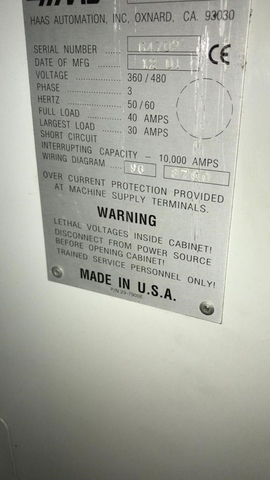 HAAS AUTOMATION, INC. OXNARD, CA. 93030
SERIAL NUMBER
CE
DATE OF MFG
VOLTAGE 360 / 480
PHASE 3
HERTZ 50 / 60
FULL LOAD 40 AMPS
LARGEST LOAD 30 AMPS
SHORT CIRCUIT
INTERRUPTING CAPACITY - 10,000 AMPS
WIRING DIAGRAM
OVER CURRENT PROTECTION PROVIDED
AT MACHINE SUPPLY TERMINALS.
WARNING
LETHAL VOLTAGES INSIDE CABINET!
DISCONNECT FROM POWER SOURCE
BEFORE OPENING CABINET!
TRAINED SERVICE PERSONNEL ONLY!
MADE IN U.S.A.